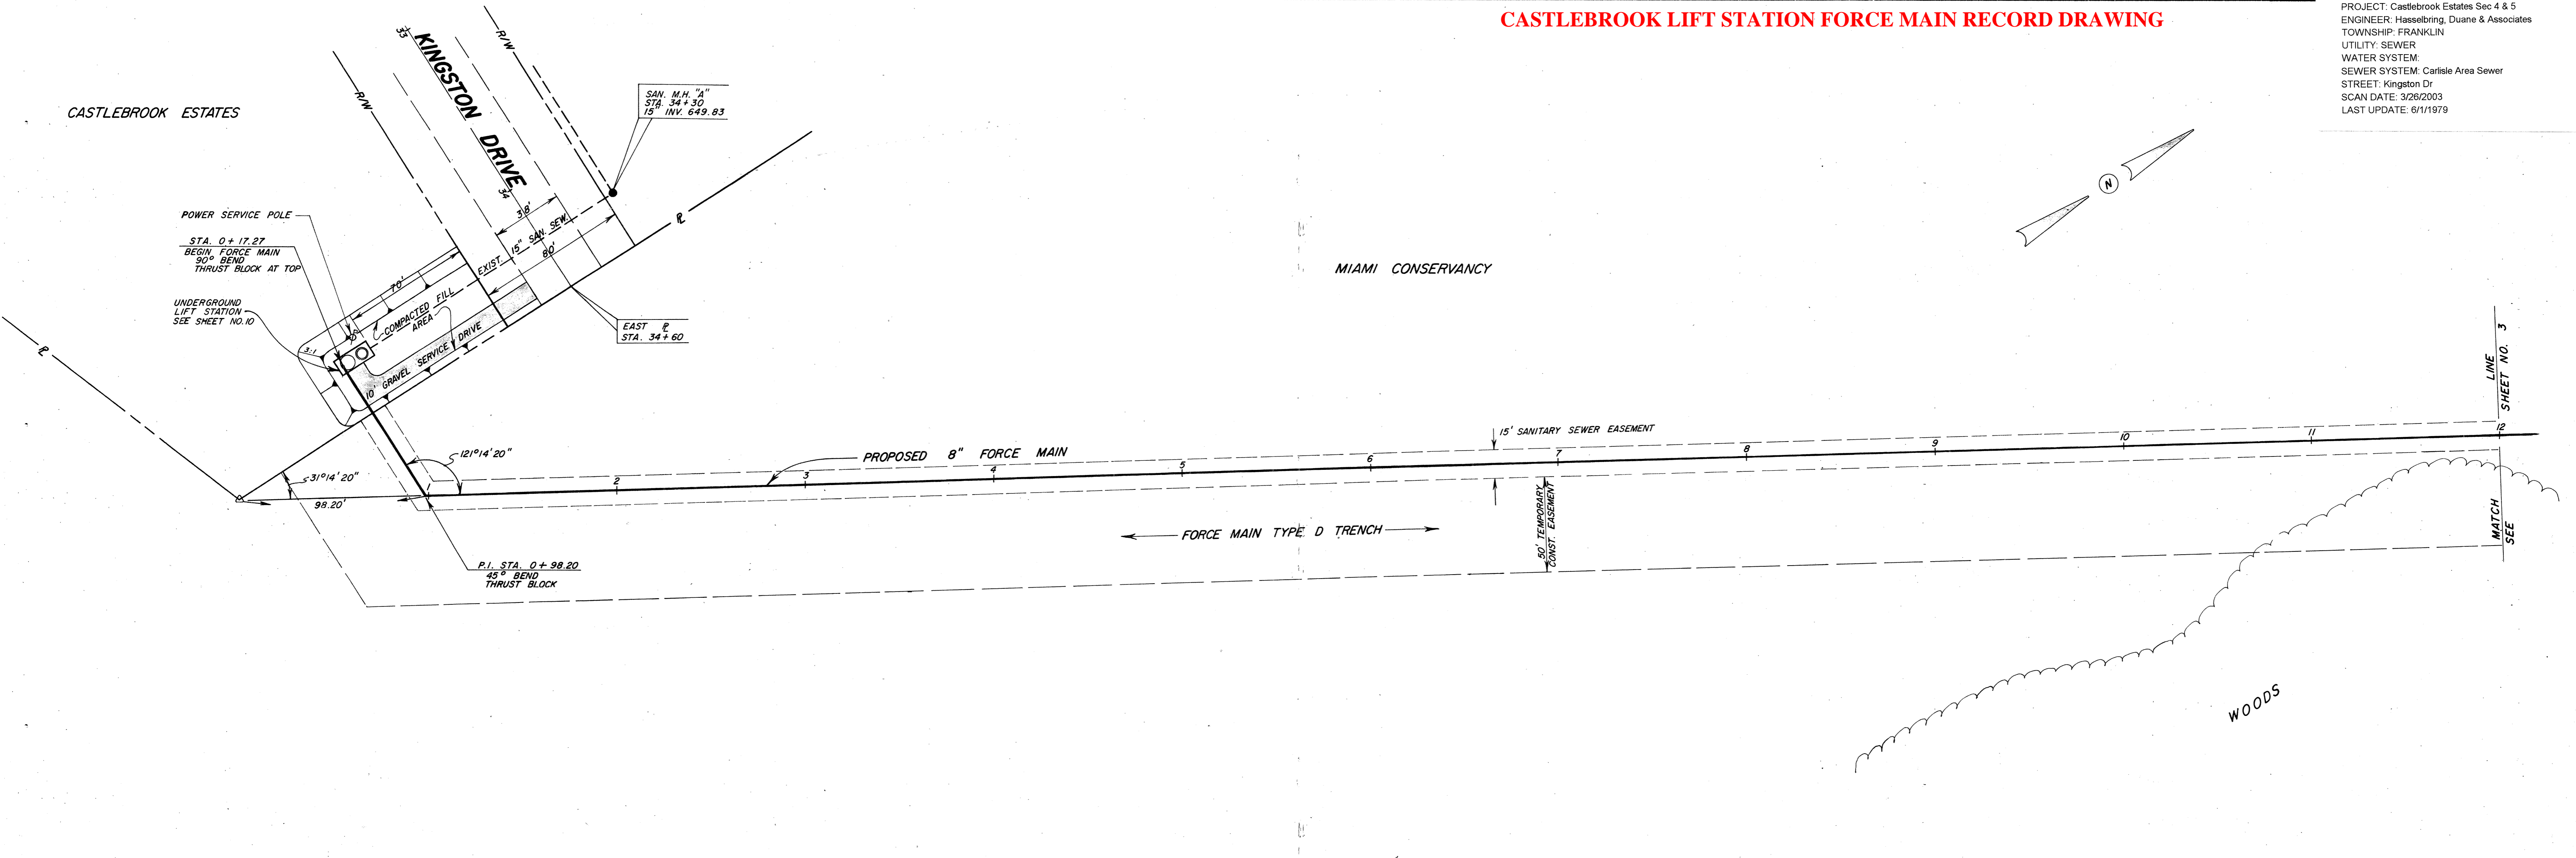 CASTLEBROOK LIFT STATION FORCE MAIN RECORD DRAWING
PROJECT: Castlebrook Estates Sec 4 & 5
ENGINEER: Hasselbring, Duane & Associates
TOWNSHIP: FRANKLIN
UTILITY: SEWER
WATER SYSTEM:
SEWER SYSTEM: Carlisle Area Sewer
STREET: Kingston Dr
SCAN DATE: 3/26/2003
LAST UPDATE: 6/1/1979
CASTLEBROOK ESTATES
R/W
33
KINGSTON DRIVE
34
R/W
SAN. M.H. "A"
STA. 34+30
15" INV. 649.83
38'
EXIST. 15" SAN. SEW.
80'
℄
POWER SERVICE POLE
STA. 0+17.27
BEGIN FORCE MAIN
90° BEND
THRUST BLOCK AT TOP
UNDERGROUND
LIFT STATION
SEE SHEET NO. 10
70'
COMPACTED FILL
AREA
3:1
10' GRAVEL SERVICE DRIVE
EAST ℄
STA. 34+60
℄
MIAMI CONSERVANCY
N
31°14'20"
98.20'
121°14'20"
P.I. STA. 0+98.20
45° BEND
THRUST BLOCK
PROPOSED 8" FORCE MAIN
2
3
4
5
6
7
8
9
10
11
12
15' SANITARY SEWER EASEMENT
50' TEMPORARY
CONST. EASEMENT
FORCE MAIN TYPE D TRENCH
MATCH LINE
SEE SHEET NO. 3
WOODS